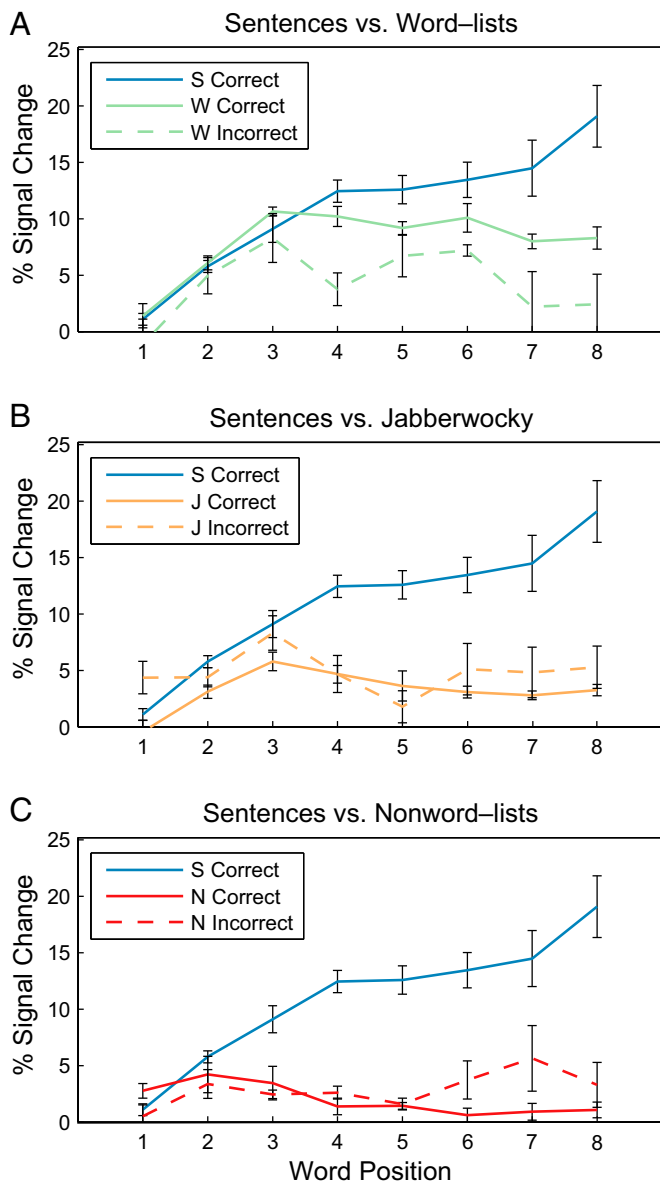 A
Sentences vs. Word–lists
25
20
15
10
5
0
% Signal Change
S Correct
W Correct
W Incorrect
1 2 3 4 5 6 7 8
B
Sentences vs. Jabberwocky
25
20
15
10
5
0
% Signal Change
S Correct
J Correct
J Incorrect
1 2 3 4 5 6 7 8
C
Sentences vs. Nonword–lists
25
20
15
10
5
0
% Signal Change
S Correct
N Correct
N Incorrect
1 2 3 4 5 6 7 8
Word Position